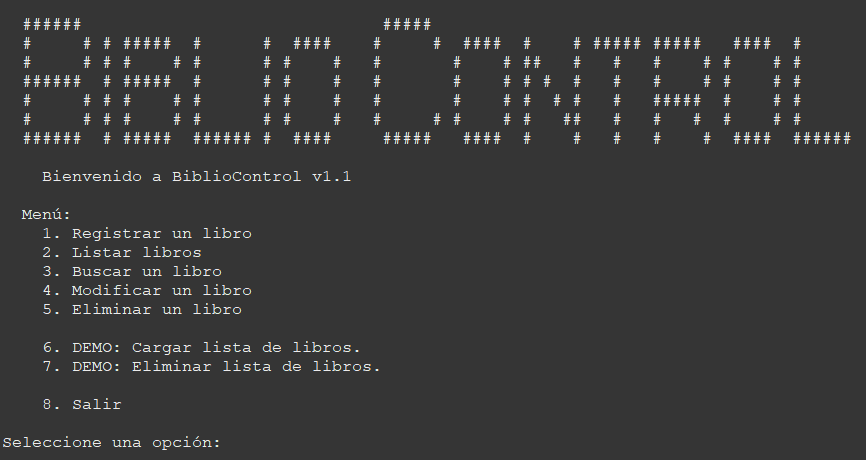 BIBLIOCONTROL
Bienvenido a BiblioControl v1.1
Menú:
1. Registrar un libro
2. Listar libros
3. Buscar un libro
4. Modificar un libro
5. Eliminar un libro
6. DEMO: Cargar lista de libros.
7. DEMO: Eliminar lista de libros.
8. Salir
Seleccione una opción: